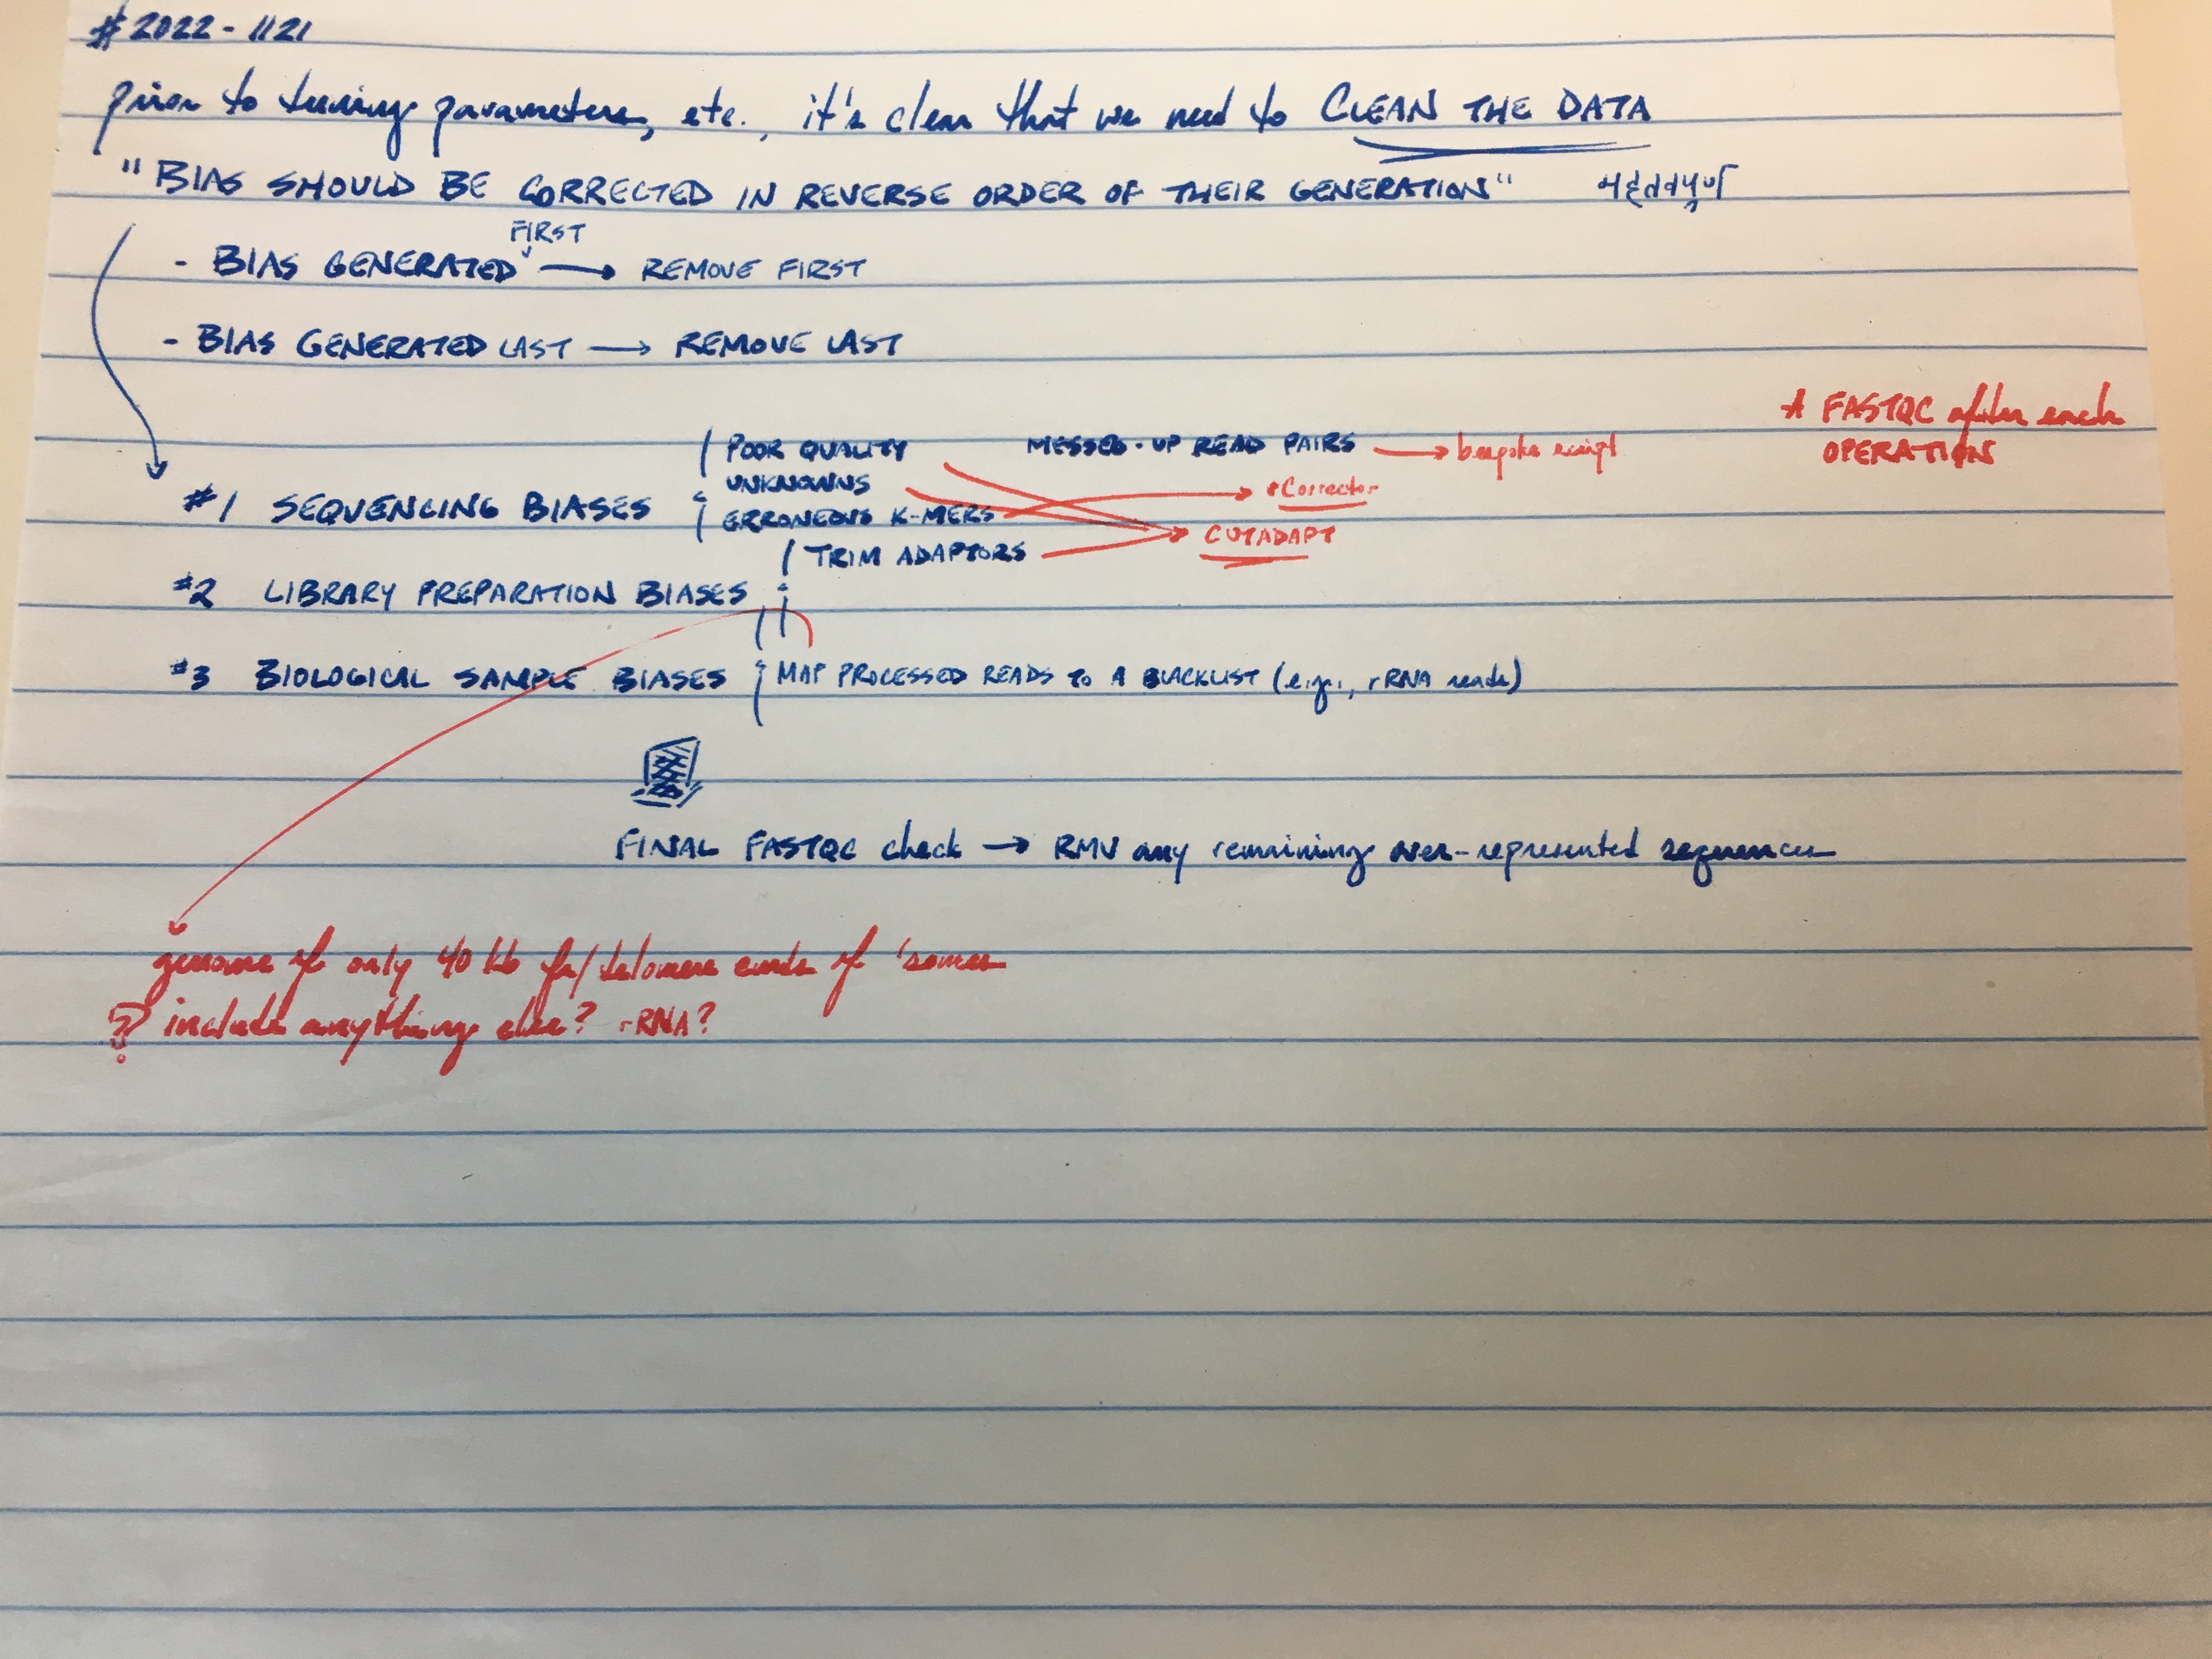 #2022-1121
prior to tuning parameters, etc., it's clear that we need to CLEAN THE DATA
"BIAS SHOULD BE CORRECTED IN REVERSE ORDER OF THEIR GENERATION" महत्वपूर्ण
FIRST
- BIAS GENERATED → REMOVE FIRST
- BIAS GENERATED LAST → REMOVE LAST
A FASTQC after each
OPERATION
POOR QUALITY MESSED-UP READ PAIRS → bespoke script
UNKNOWNS rCorrector
#1 SEQUENCING BIASES ERRONEOUS K-MERS
CUTADAPT
TRIM ADAPTORS
#2 LIBRARY PREPARATION BIASES
#3 BIOLOGICAL SAMPLE BIASES MAP PROCESSED READS TO A BLACKLIST (e.g., rRNA reads)
FINAL FASTQC check → RMV any remaining over-represented sequences
genome of only 40 kb telomere ends of 'somes
? include anything else? rRNA?